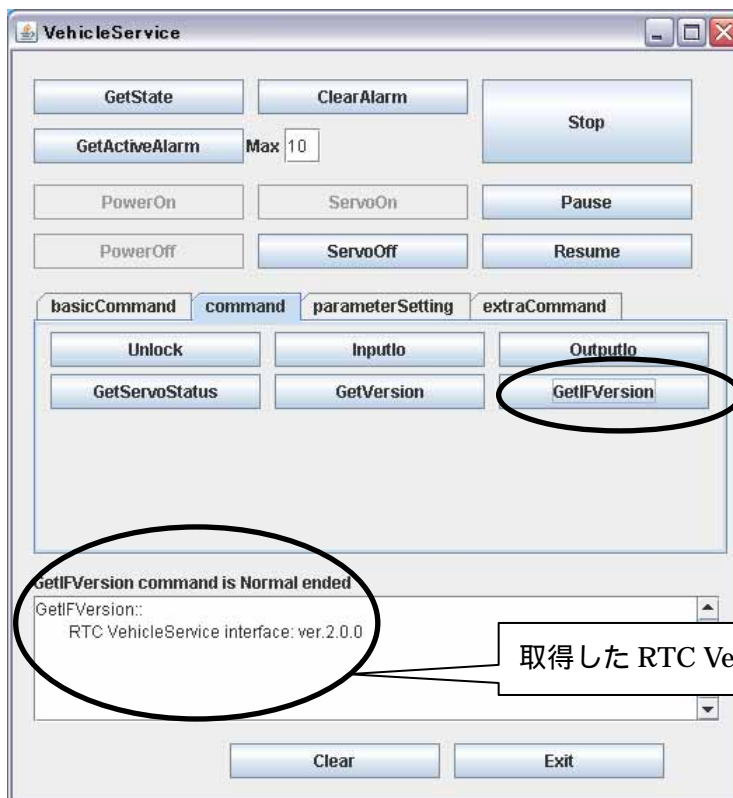 VehicleService
GetState ClearAlarm Stop
GetActiveAlarm Max 10
PowerOn ServoOn Pause
PowerOff ServoOff Resume
basicCommand command parameterSetting extraCommand
Unlock InputIo OutputIo
GetServoStatus GetVersion GetIFVersion
GetIFVersion command is Normal ended
GetIFVersion::
RTC VehicleService interface: ver.2.0.0
取得した RTC Ve
Clear Exit